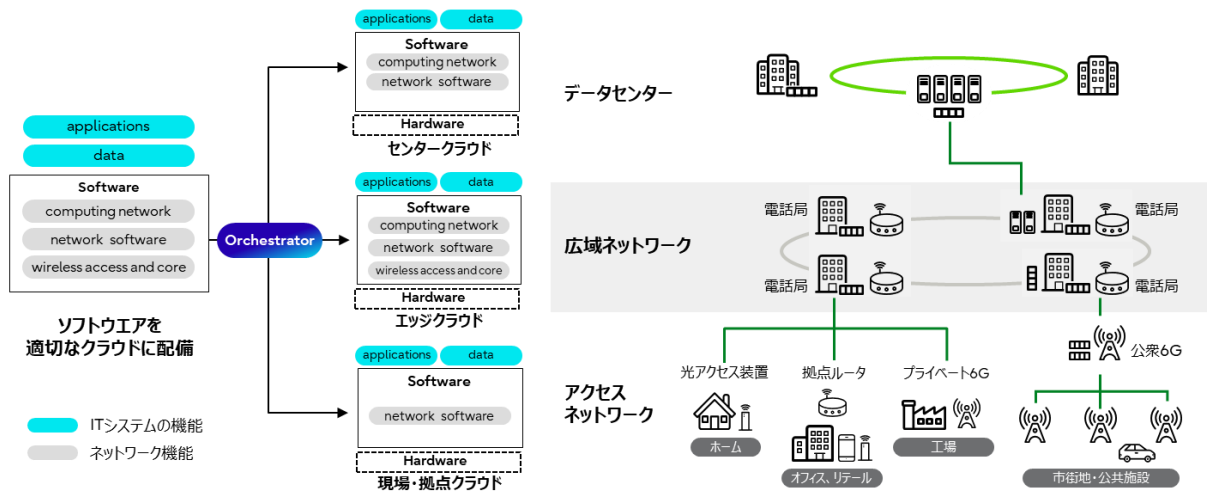 applications
data
Software
computing network
network software
wireless access and core
ソフトウエアを
適切なクラウドに配備
ITシステムの機能
ネットワーク機能
Orchestrator
applications
data
Software
computing network
network software
Hardware
センタークラウド
applications
data
Software
computing network
network software
wireless access and core
Hardware
エッジクラウド
applications
data
Software
network software
Hardware
現場・拠点クラウド
データセンター
広域ネットワーク
電話局
電話局
電話局
電話局
アクセス
ネットワーク
光アクセス装置
拠点ルータ
プライベート6G
公衆6G
ホーム
オフィス、リテール
工場
市街地・公共施設